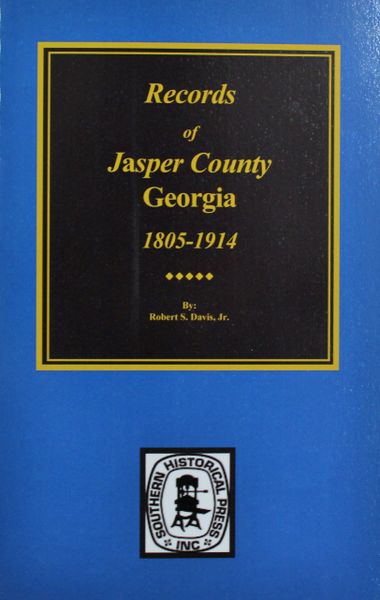 Records
of
Jasper County
Georgia
1805-1914
By:
Robert S. Davis, Jr.
SOUTHERN HISTORICAL PRESS
INC